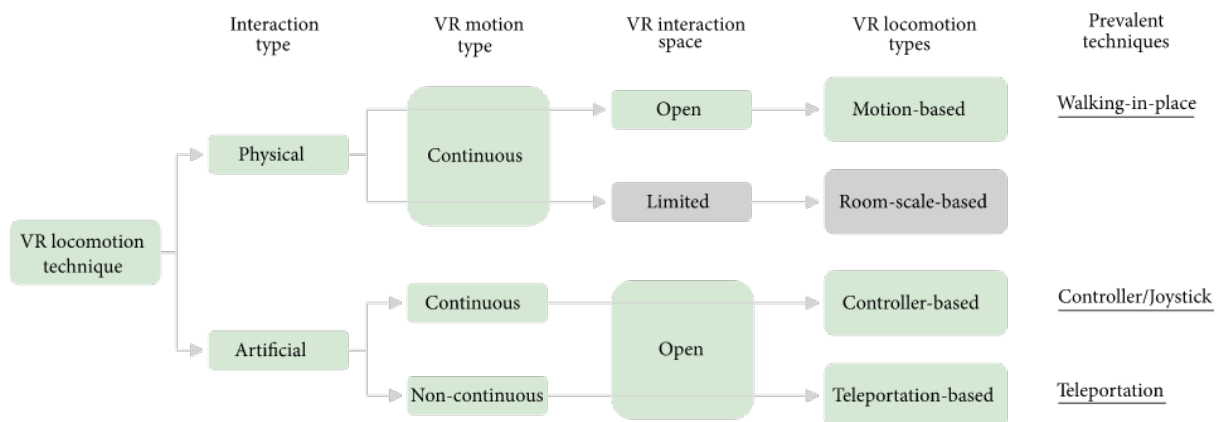 Interaction
type
VR motion
type
VR interaction
space
VR locomotion
types
Prevalent
techniques
Open
Motion-based
Walking-in-place
Physical
Continuous
Limited
Room-scale-based
VR locomotion
technique
Continuous
Controller-based
Controller/Joystick
Artificial
Open
Non-continuous
Teleportation-based
Teleportation